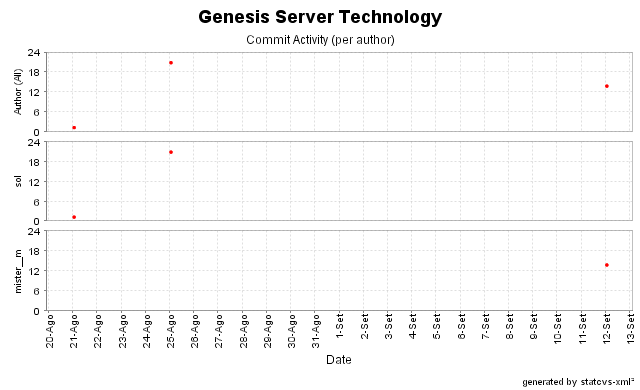 Genesis Server Technology
Commit Activity (per author)
Author (All)
24
18
12
6
0
sol
24
18
12
6
0
mister__m
24
18
12
6
0
20-Ago
21-Ago
22-Ago
23-Ago
24-Ago
25-Ago
26-Ago
27-Ago
28-Ago
29-Ago
30-Ago
31-Ago
1-Set
2-Set
3-Set
4-Set
5-Set
6-Set
7-Set
8-Set
9-Set
10-Set
11-Set
12-Set
13-Set
Date
generated by statcvs-xml²